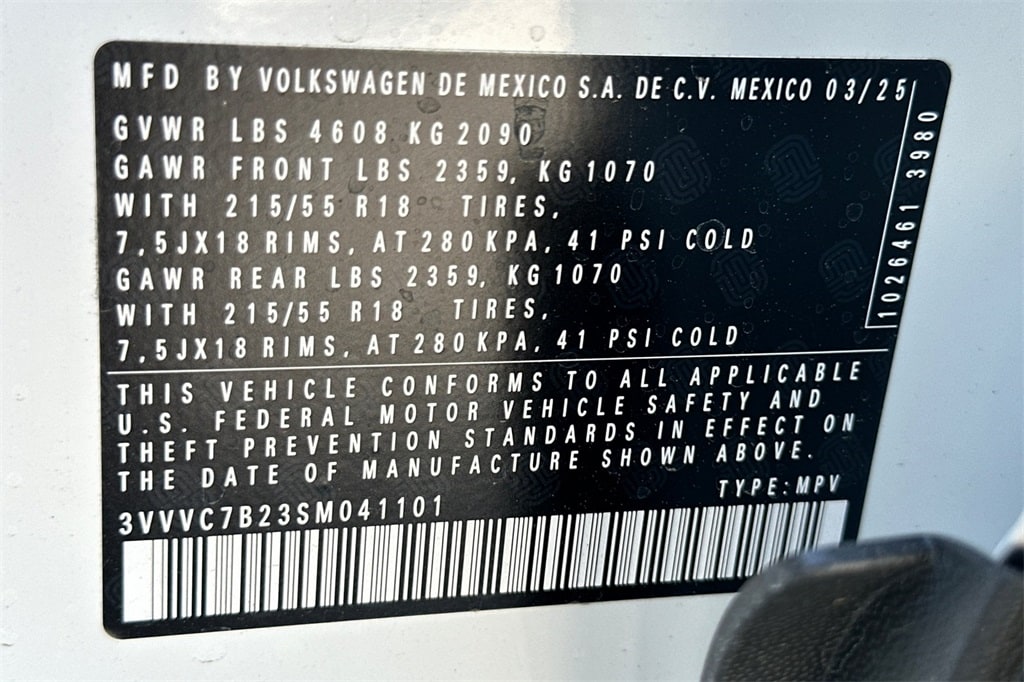 MFD BY VOLKSWAGEN DE MEXICO S.A. DE C.V. MEXICO 03/25
GVWR LBS 4608 KG 2090
GAWR FRONT LBS 2359, KG 1070
WITH 215/55 R18 TIRES,
7,5JX18 RIMS, AT 280 KPA, 41 PSI COLD
GAWR REAR LBS 2359, KG 1070
WITH 215/55 R18 TIRES,
7,5JX18 RIMS, AT 280 KPA, 41 PSI COLD
1026461 3980
THIS VEHICLE CONFORMS TO ALL APPLICABLE
U.S. FEDERAL MOTOR VEHICLE SAFETY AND
THEFT PREVENTION STANDARDS IN EFFECT ON
THE DATE OF MANUFACTURE SHOWN ABOVE.
TYPE:MPV
3VVVC7B23SM041101